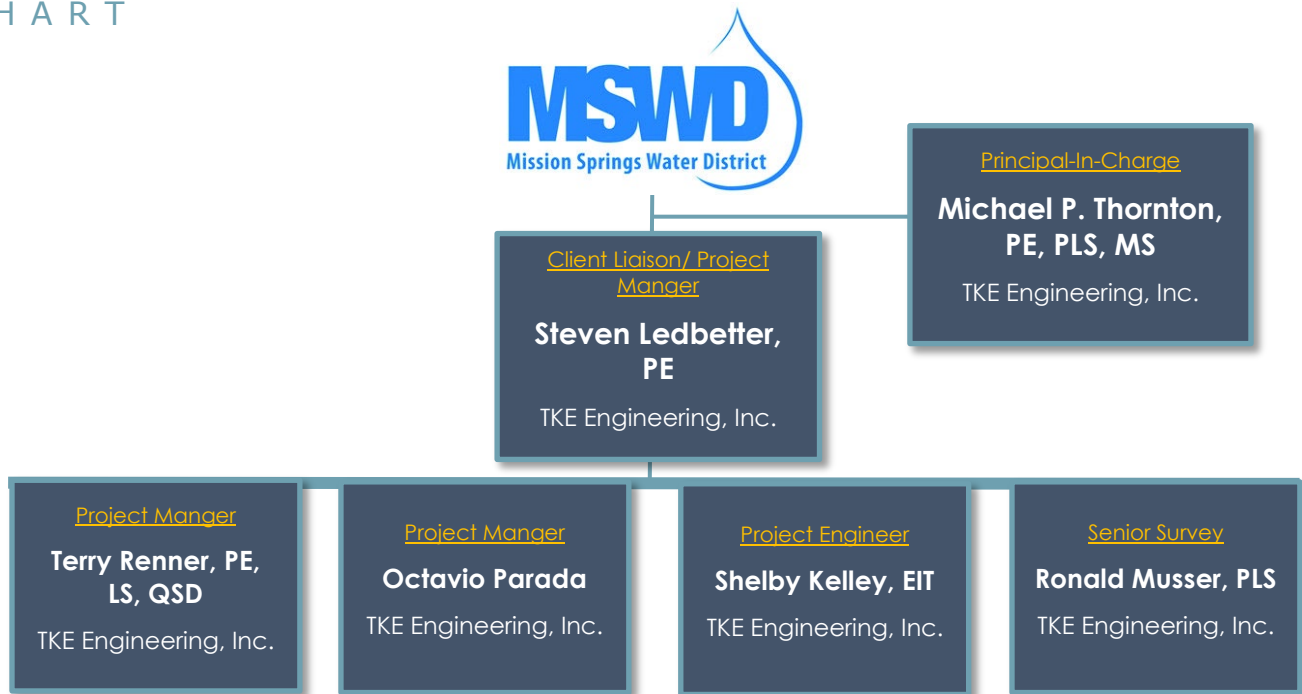 H A R T
MSWD
Mission Springs Water District
Principal-In-Charge
Michael P. Thornton,
PE, PLS, MS
TKE Engineering, Inc.
Client Liaison/ Project
Manger
Steven Ledbetter,
PE
TKE Engineering, Inc.
Project Manger
Terry Renner, PE,
LS, QSD
TKE Engineering, Inc.
Project Manger
Octavio Parada
TKE Engineering, Inc.
Project Engineer
Shelby Kelley, EIT
TKE Engineering, Inc.
Senior Survey
Ronald Musser, PLS
TKE Engineering, Inc.